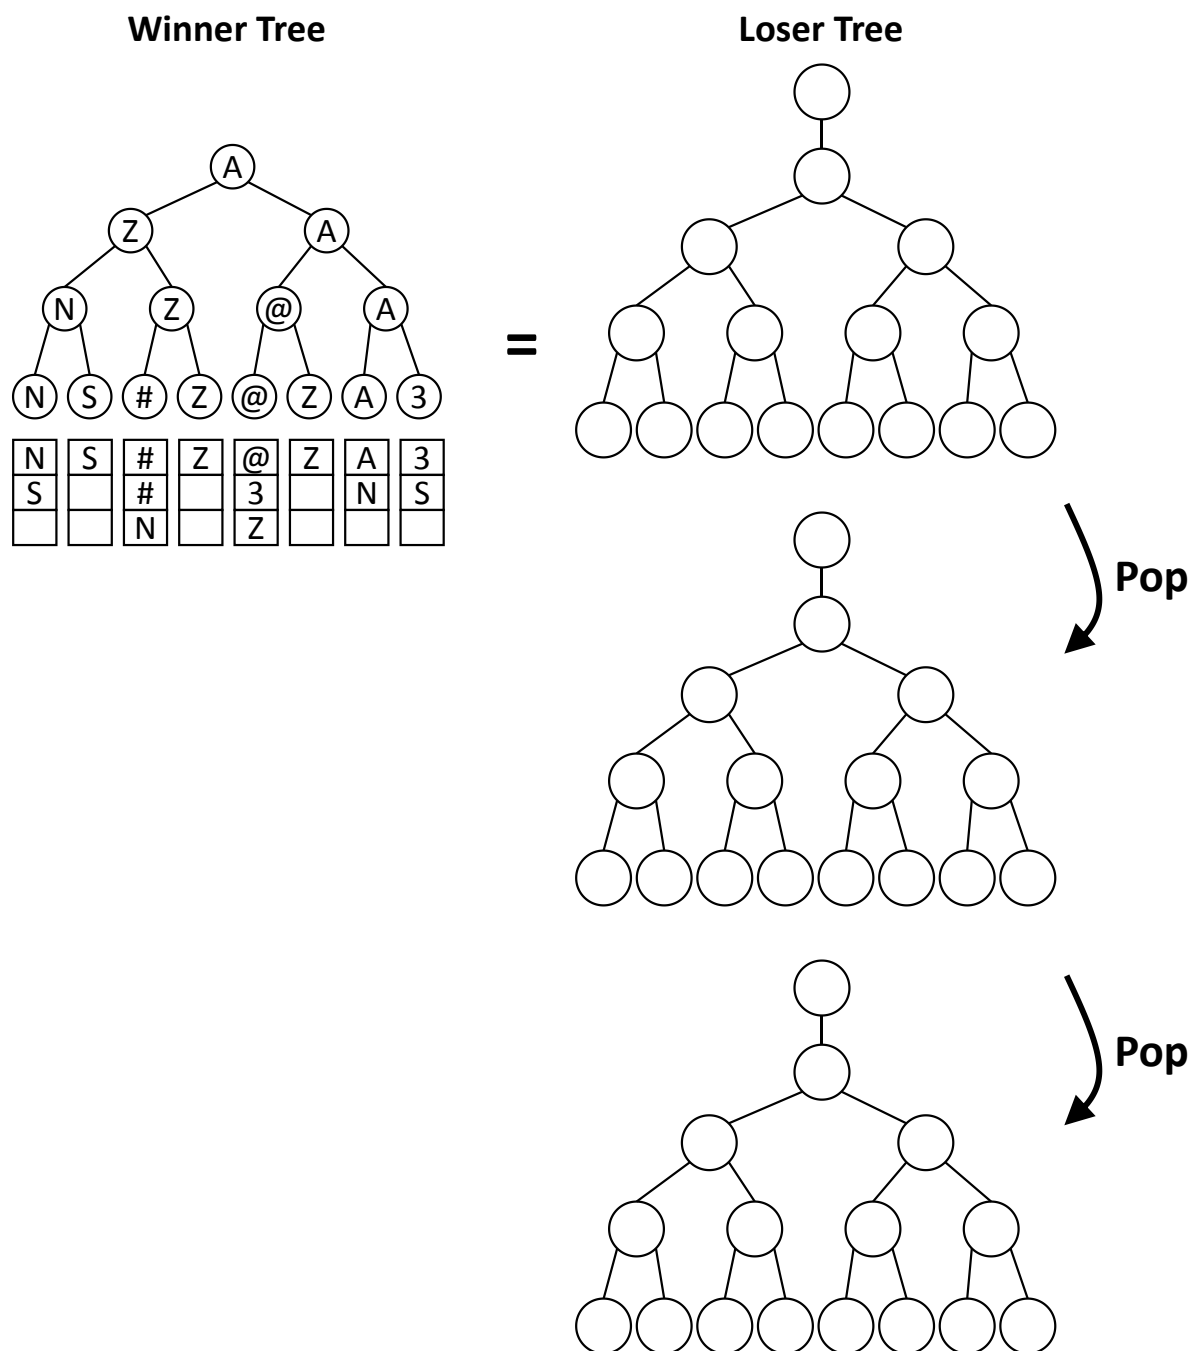 Winner Tree
Loser Tree
A
Z A
N Z @ A
N S # Z @ Z A 3
N S # Z @ Z A 3
S # 3 N S
N Z
=
Pop
Pop